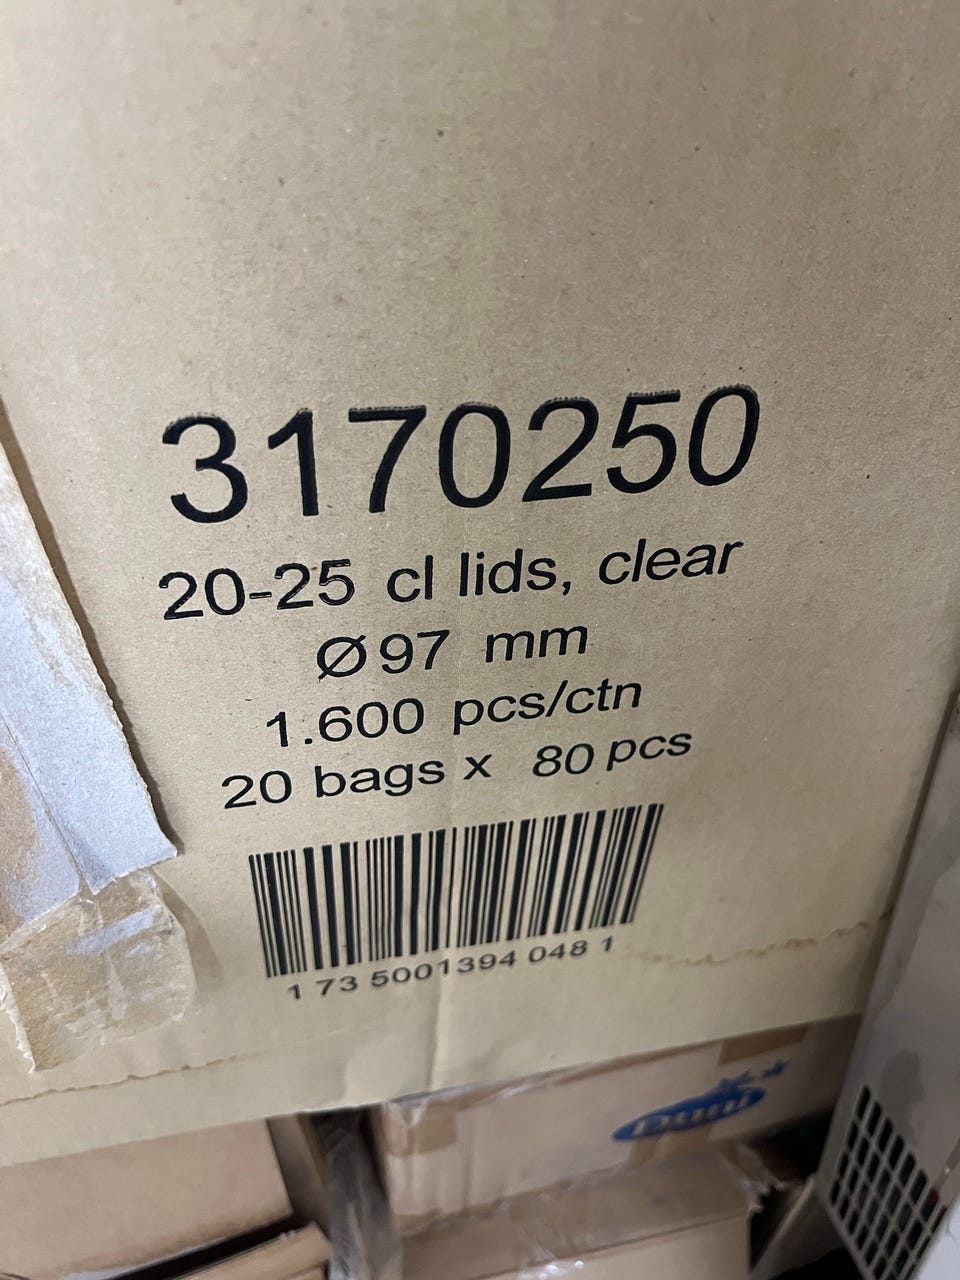 3170250
20-25 cl lids, clear
Ø97 mm
1.600 pcs/ctn
20 bags x 80 pcs
1 73 5001394 048 1
Duni